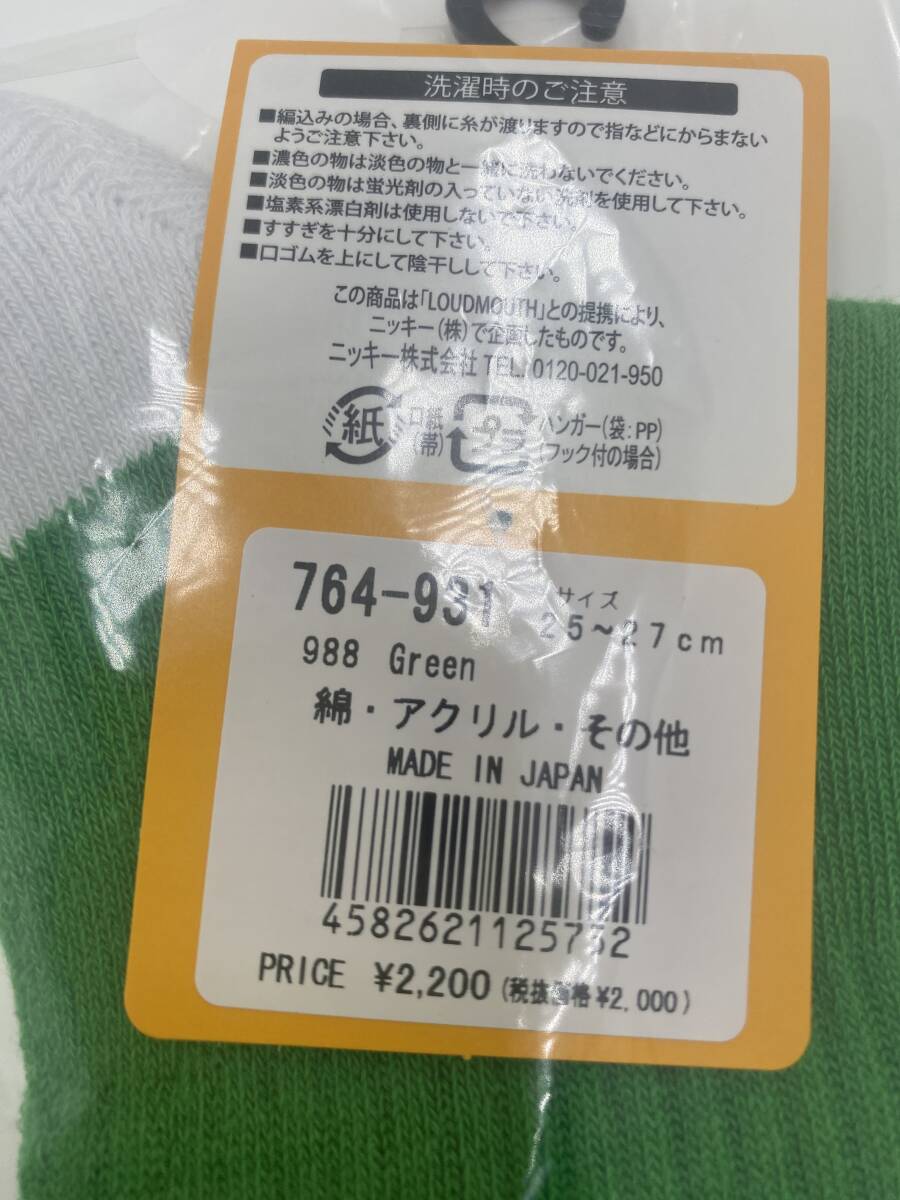 洗濯時のご注意
■編込みの場合、裏側に糸が渡りますので指などにからまない
ようご注意下さい。
■濃色の物は淡色の物と一緒に洗わないでください。
■淡色の物は蛍光剤の入っていない洗剤を使用して下さい。
■塩素系漂白剤は使用しないで下さい。
■すすぎを十分にして下さい。
■口ゴムを上にして陰干しして下さい。
この商品は「LOUDMOUTH」との提携により、
ニッキー(株)で企画したものです。
ニッキー株式会社 TEL: 0120-021-950
紙 口紙 プラ ハンガー(袋:PP)
(帯) (フック付の場合)
764-931 サイズ
25~27cm
988 Green
綿・アクリル・その他
MADE IN JAPAN
4582621125752
PRICE ¥2,200 (税抜価格¥2,000)